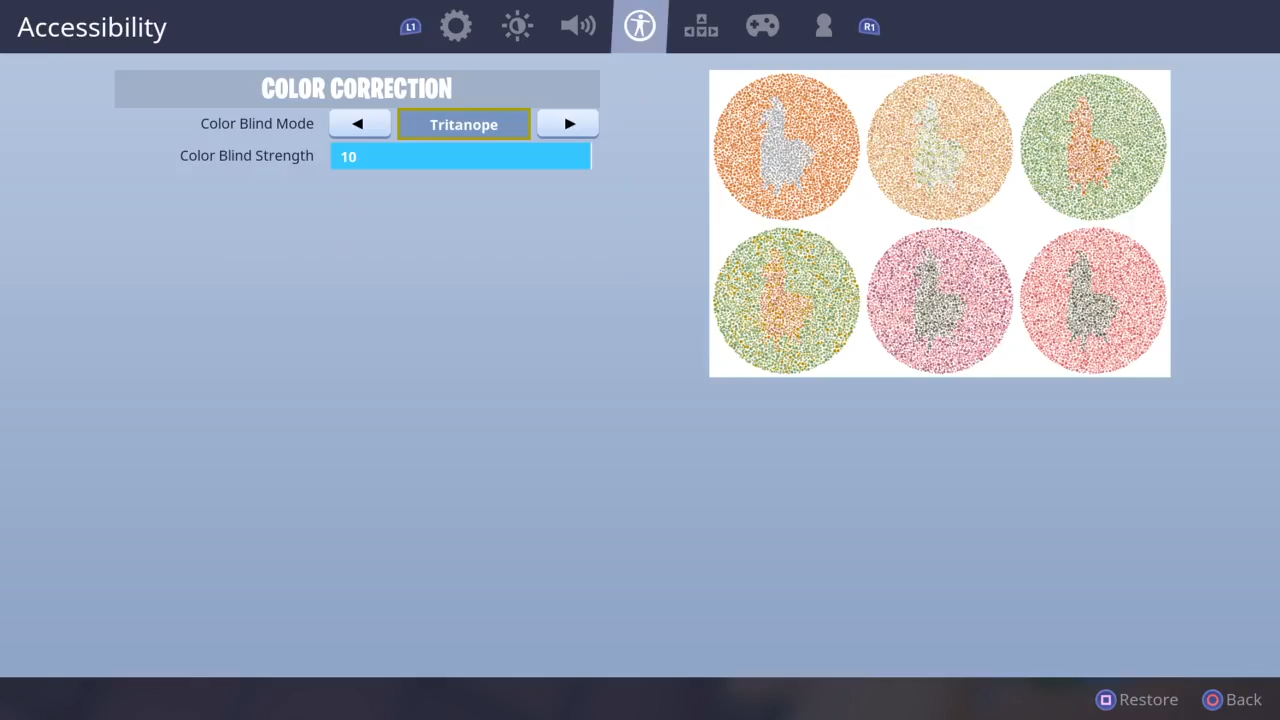 Accessibility
L1
R1
COLOR CORRECTION
Color Blind Mode
Tritanope
Color Blind Strength
10
Restore
Back